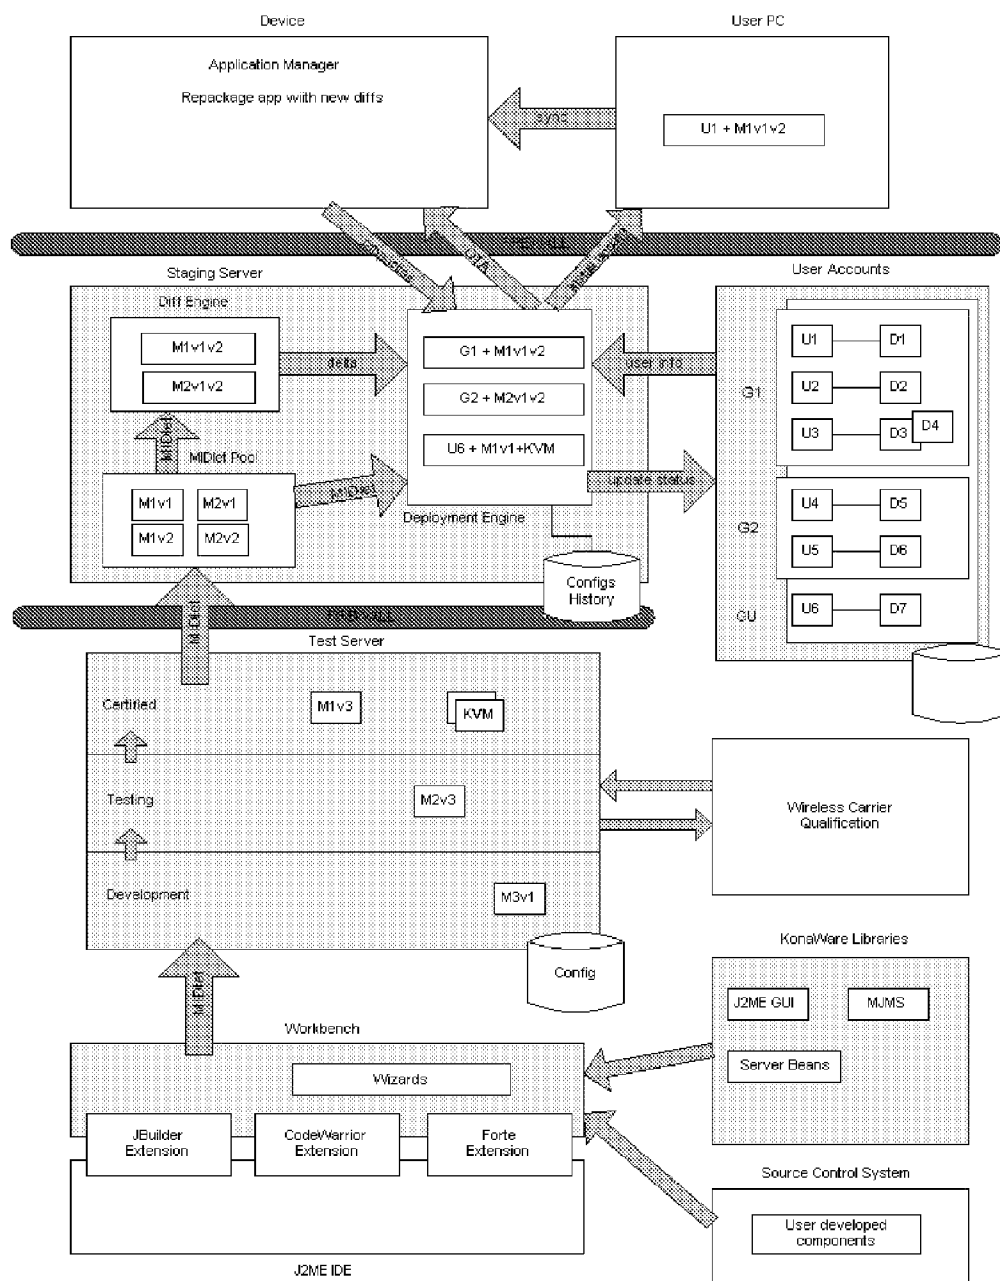 Device
User PC
Application Manager
Repackage app wiith new diffs
sync
U1 + M1v1v2
FIREWALL
OTA
Staging Server
User Accounts
Diff Engine
M1v1v2
M2v1v2
delta
G1 + M1v1v2
G2 + M2v1v2
U6 + M1v1+KVM
user info
U1
D1
G1
U2
D2
U3
D3
D4
MIDlet
MIDlet Pool
MIDlet
update status
M1v1
M2v1
M1v2
M2v2
Deployment Engine
U4
D5
G2
U5
D6
Configs
History
GU
U6
D7
FIREWALL
MIDlet
Test Server
Certified
M1v3
KVM
Testing
M2v3
Wireless Carrier
Qualification
Development
M3v1
KonaWare Libraries
Config
MIDlet
J2ME GUI
MJMS
Workbench
Server Beans
Wizards
JBuilder
Extension
CodeWarrior
Extension
Forte
Extension
Source Control System
User developed
components
J2ME IDE